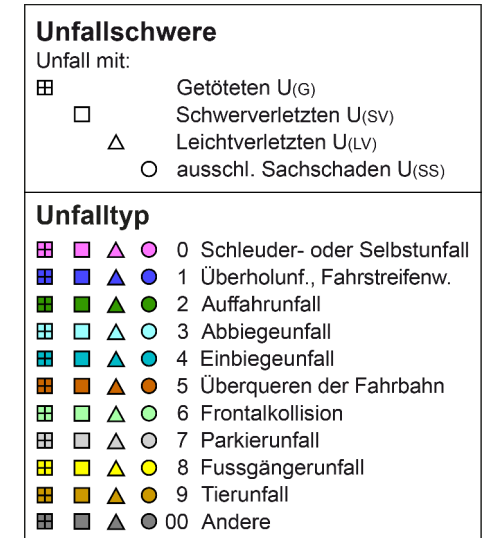 Unfallschwere
Unfall mit:
Getöteten U(G)
Schwerverletzten U(SV)
Leichtverletzten U(LV)
ausschl. Sachschaden U(SS)
Unfalltyp
0 Schleuder- oder Selbstunfall
1 Überholunf., Fahrstreifenw.
2 Auffahrunfall
3 Abbiegeunfall
4 Einbiegeunfall
5 Überqueren der Fahrbahn
6 Frontalkollision
7 Parkierunfall
8 Fussgängerunfall
9 Tierunfall
00 Andere